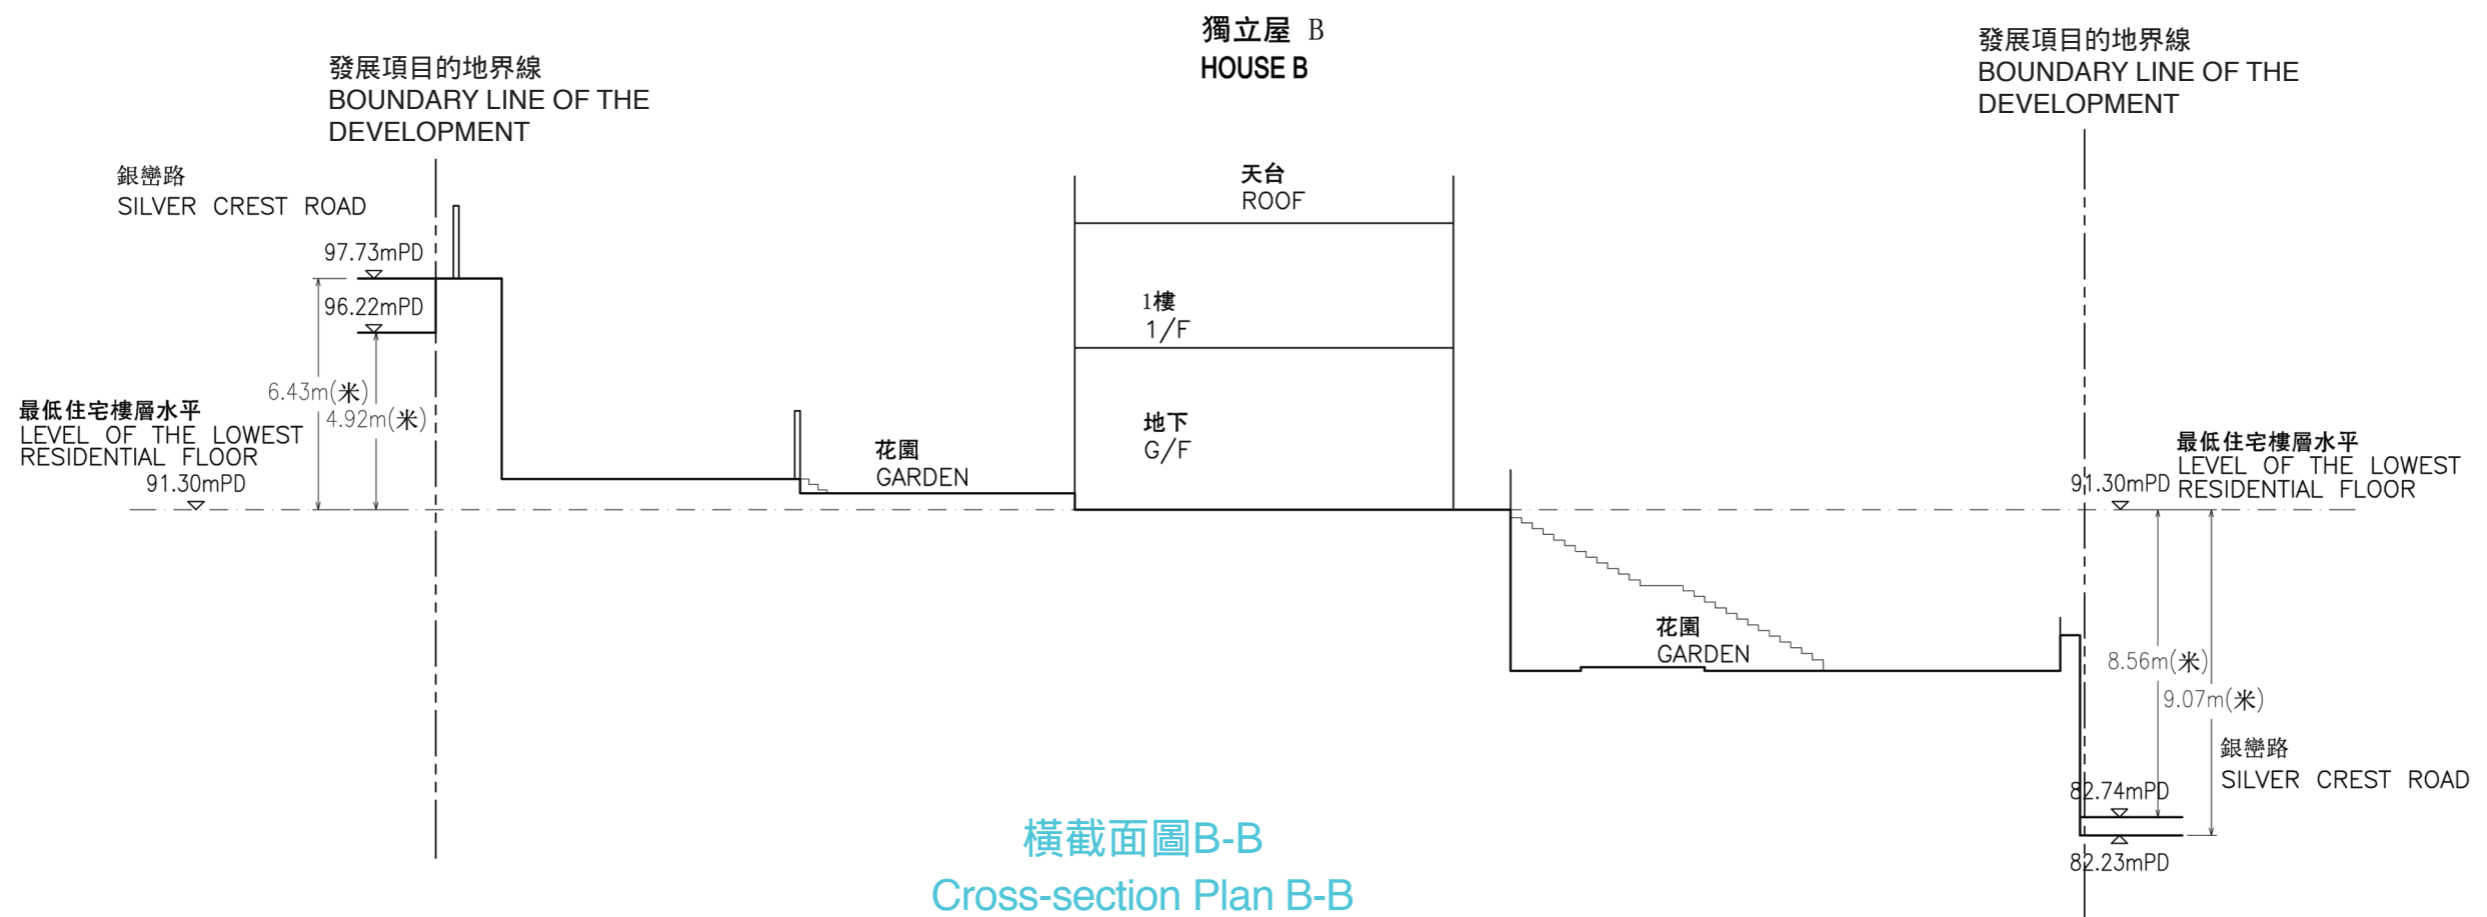 獨立屋 B
HOUSE B
發展項目的地界線
BOUNDARY LINE OF THE
DEVELOPMENT
發展項目的地界線
BOUNDARY LINE OF THE
DEVELOPMENT
銀巒路
SILVER CREST ROAD
97.73mPD
96.22mPD
6.43m(米)
4.92m(米)
最低住宅樓層水平
LEVEL OF THE LOWEST
RESIDENTIAL FLOOR
91.30mPD
天台
ROOF
1樓
1/F
地下
G/F
花園
GARDEN
花園
GARDEN
最低住宅樓層水平
LEVEL OF THE LOWEST
RESIDENTIAL FLOOR
91.30mPD
8.56m(米)
9.07m(米)
銀巒路
SILVER CREST ROAD
82.74mPD
82.23mPD
橫截面圖B-B
Cross-section Plan B-B